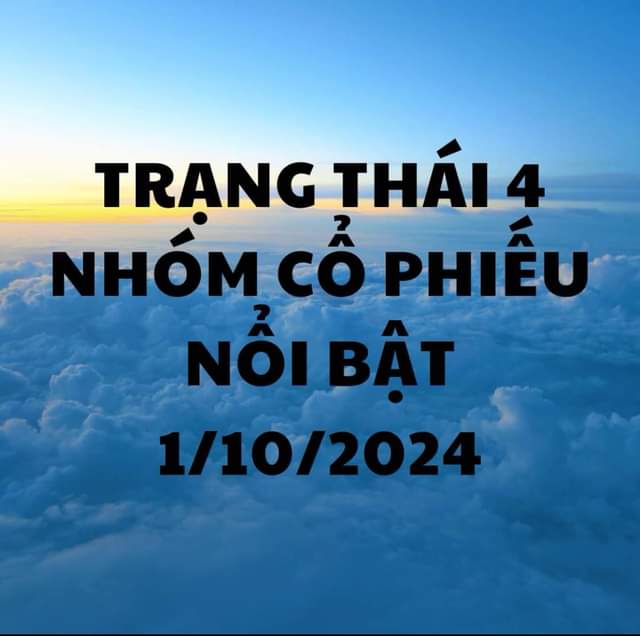 TRẠNG THÁI 4
NHÓM CỔ PHIẾU
NỔI BẬT
1/10/2024